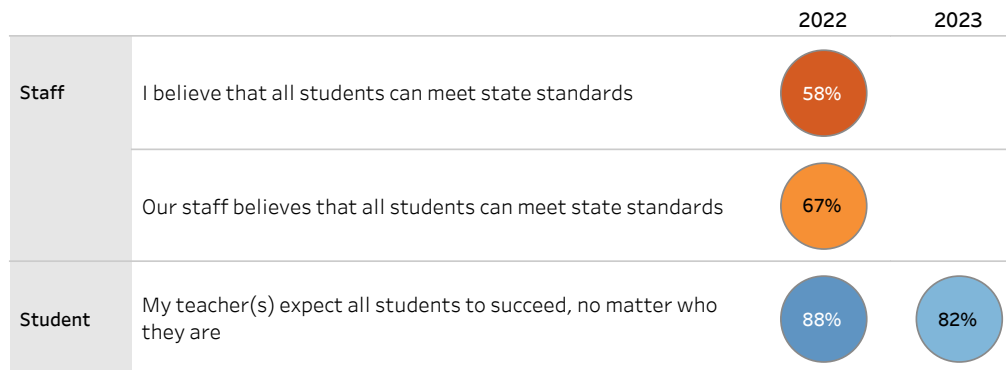 2022 2023
Staff I believe that all students can meet state standards 58%
Our staff believes that all students can meet state standards 67%
My teacher(s) expect all students to succeed, no matter who
Student 88% 82%
they are